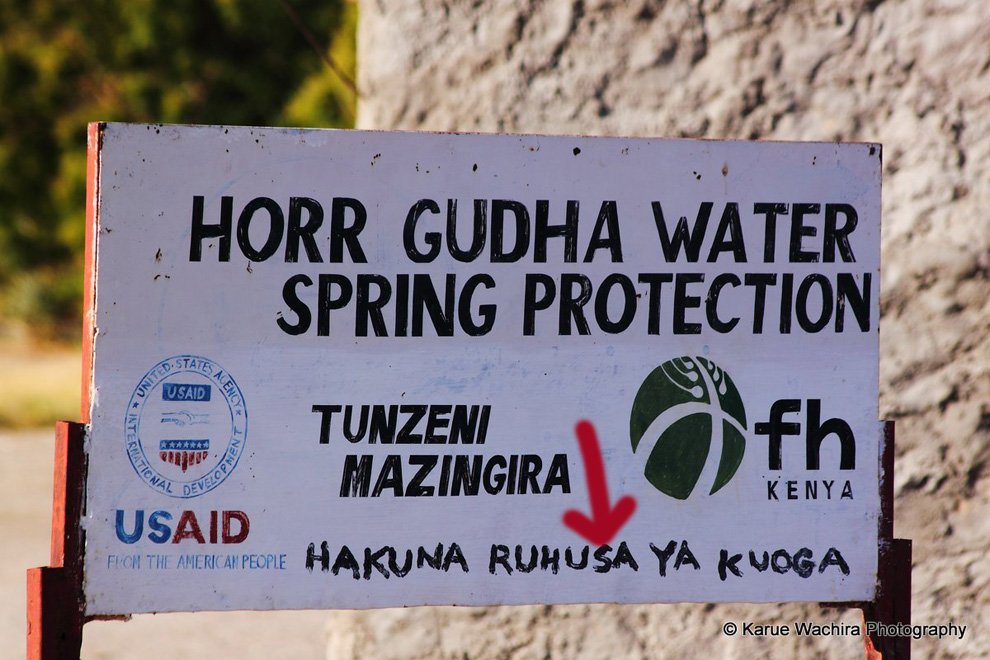 HORR GUDHA WATER
SPRING PROTECTION
UNITED STATES AGENCY
INTERNATIONAL DEVELOPMENT
USAID
USAID
FROM THE AMERICAN PEOPLE
TUNZENI
MAZINGIRA
fh
KENYA
HAKUNA RUHUSA YA KUOGA
© Karue Wachira Photography